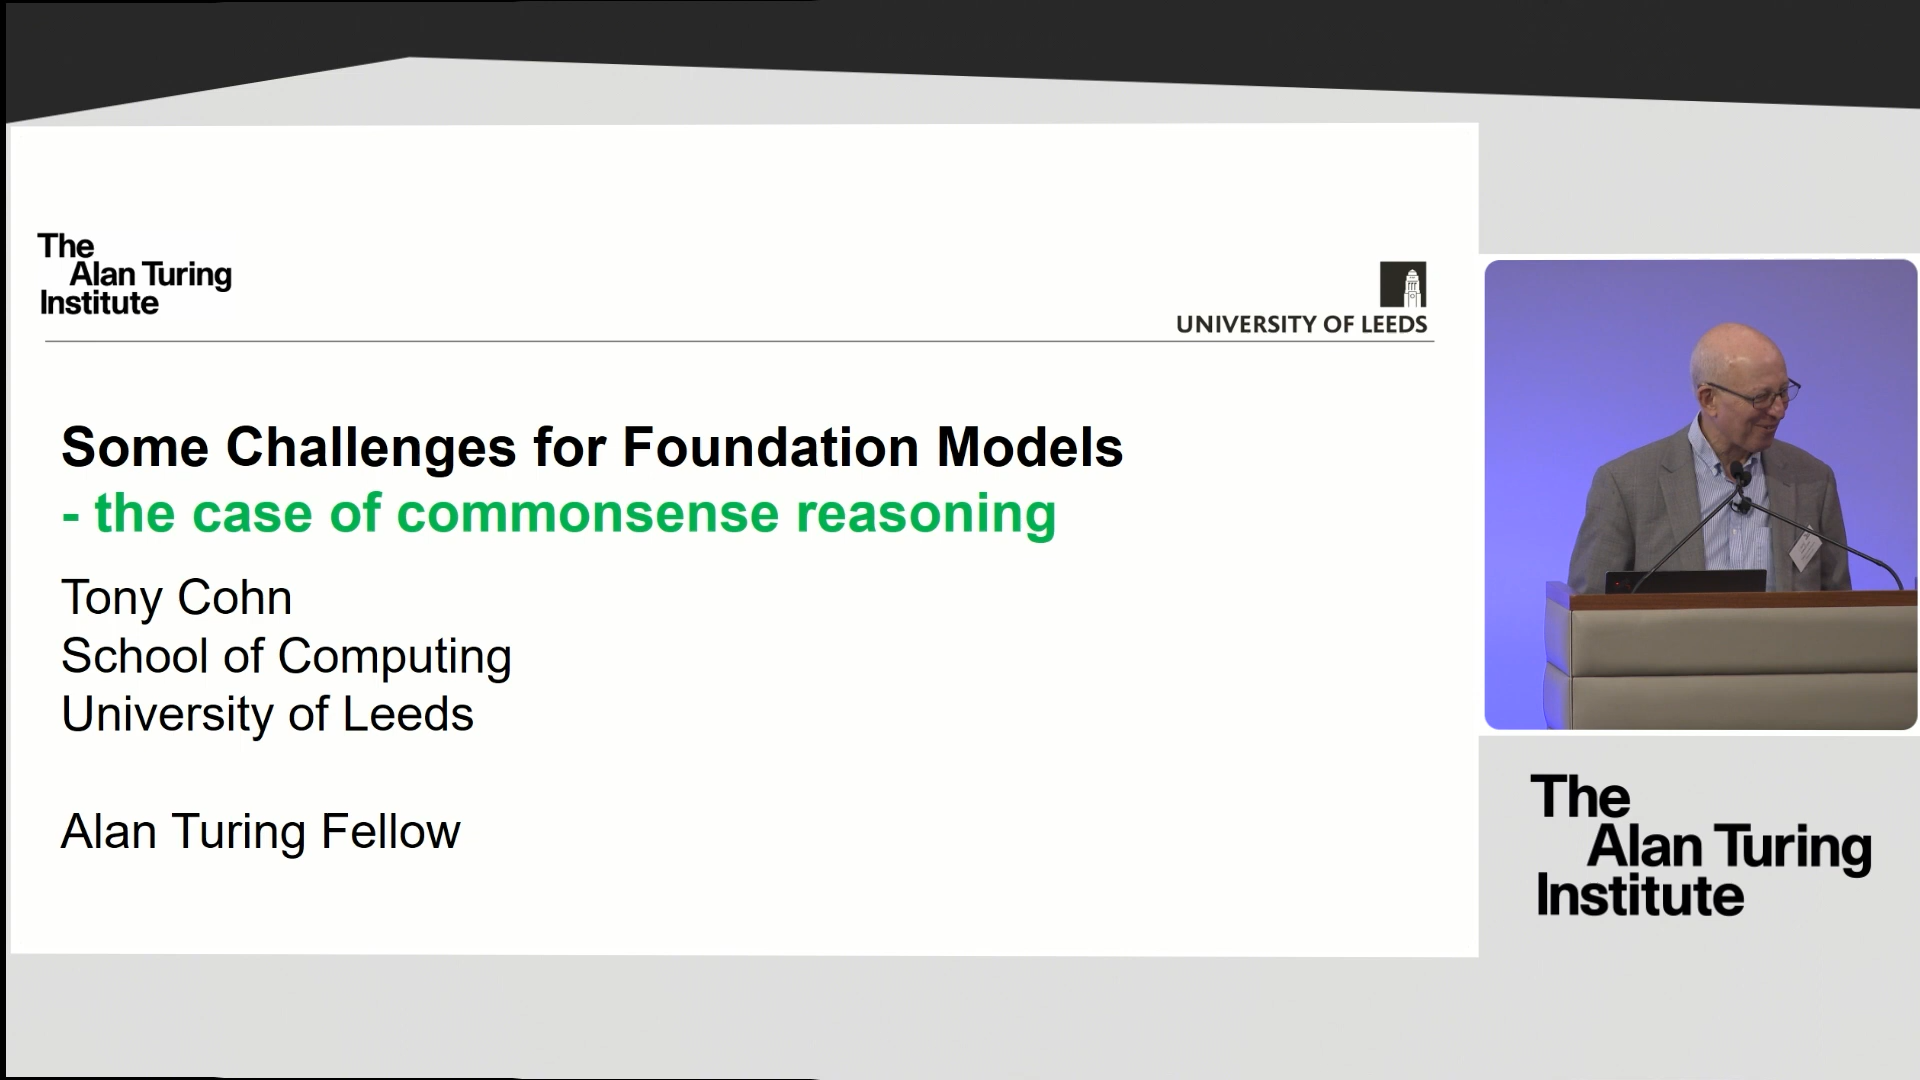 The
Alan Turing
Institute
UNIVERSITY OF LEEDS
Some Challenges for Foundation Models
- the case of commonsense reasoning
Tony Cohn
School of Computing
University of Leeds
Alan Turing Fellow
The
Alan Turing
Institute